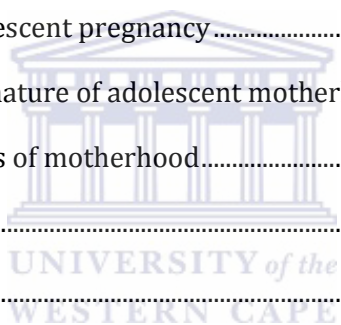 escent pregnancy......................
nature of adolescent mother
s of motherhood........................
..........................................................
UNIVERSITY of the
..........................................................
WESTERN CAPE